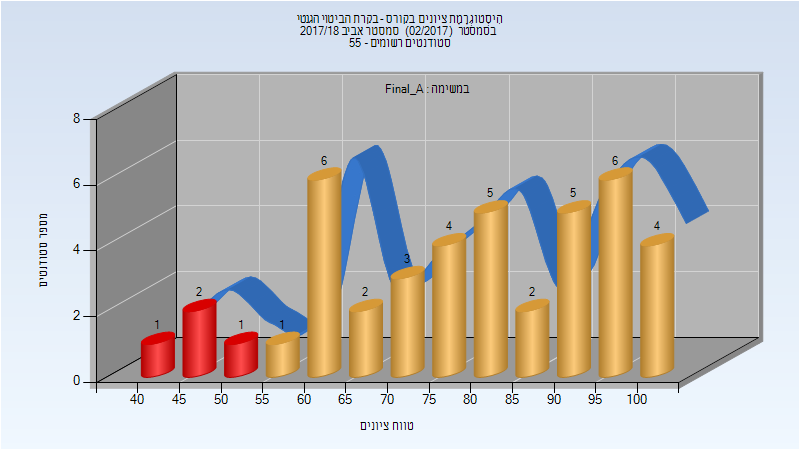 היסטוגרמת ציונים בקורס - בקרת הביטוי הגנטי
בסמסטר (02/2017) סמסטר אביב 2017/18
סטודנטים רשומים - 55
במשימה : Final_A
מספר סטודנטים
8
6
4
2
0
1
2
1
1
6
2
3
4
5
2
5
6
4
40 45 50 55 60 65 70 75 80 85 90 95 100
טווח ציונים